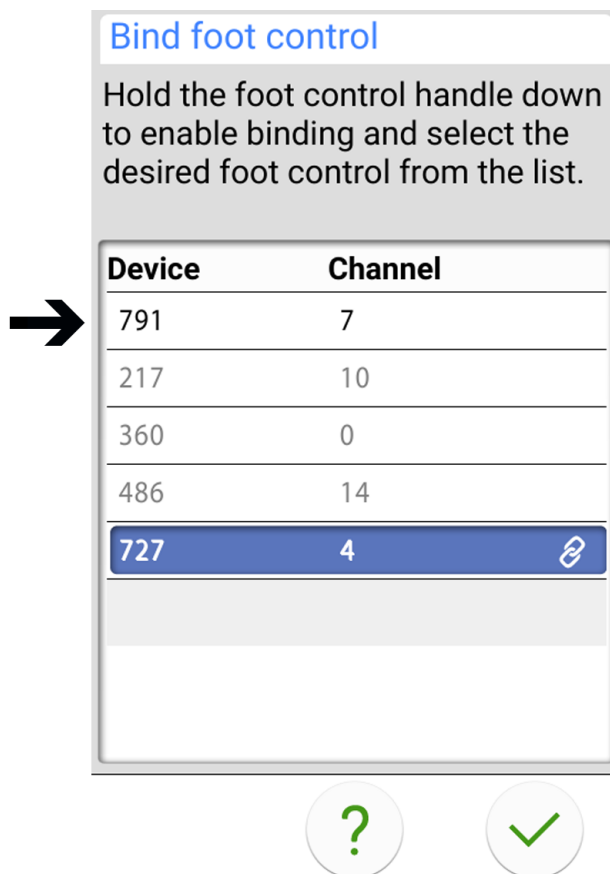 Bind foot control
Hold the foot control handle down
to enable binding and select the
desired foot control from the list.
Device Channel
791 7
217 10
360 0
486 14
727 4
?